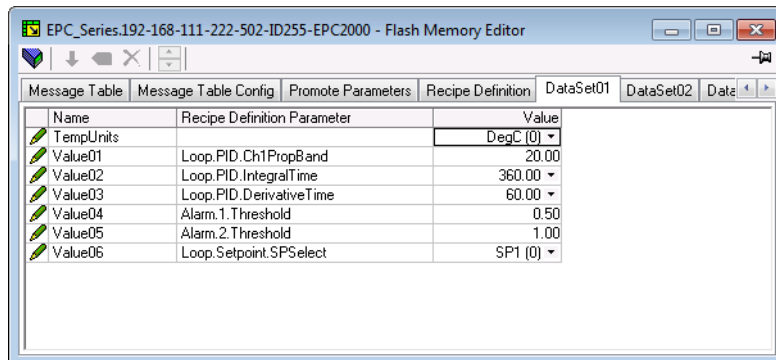 EPC_Series.192-168-111-222-502-ID255-EPC2000 - Flash Memory Editor
Message Table Message Table Config Promote Parameters Recipe Definition DataSet01 DataSet02 Data
Name Recipe Definition Parameter Value
TempUnits DegC (0)
Value01 Loop.PID.Ch1PropBand 20.00
Value02 Loop.PID.IntegralTime 360.00
Value03 Loop.PID.DerivativeTime 60.00
Value04 Alarm.1.Threshold 0.50
Value05 Alarm.2.Threshold 1.00
Value06 Loop.Setpoint.SPSelect SP1 (0)